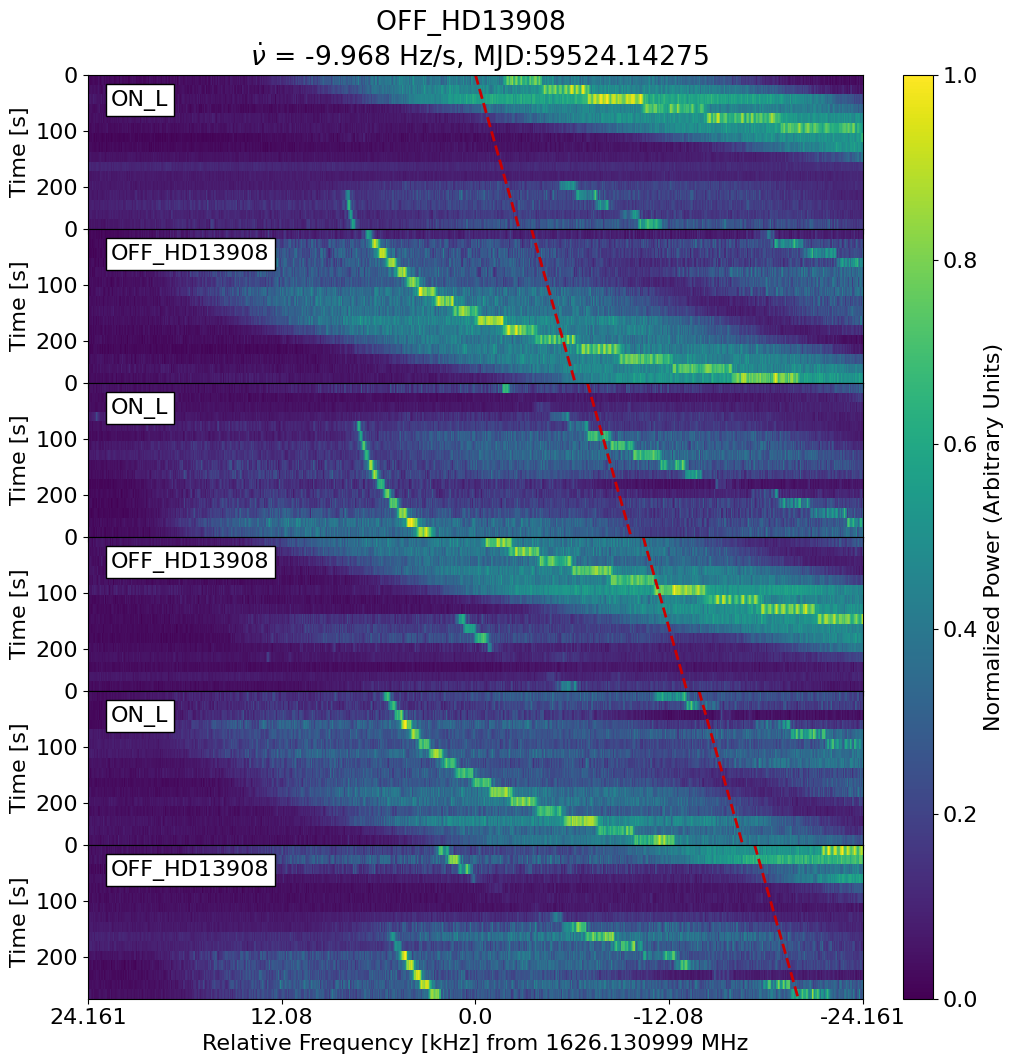 OFF_HD13908
ν̇ = -9.968 Hz/s, MJD:59524.14275
0
ON_L
100
200
Time [s]
0
OFF_HD13908
100
200
Time [s]
0
ON_L
100
200
Time [s]
0
OFF_HD13908
100
200
Time [s]
0
ON_L
100
200
Time [s]
0
OFF_HD13908
100
200
Time [s]
24.161 12.08 0.0 -12.08 -24.161
Relative Frequency [kHz] from 1626.130999 MHz
1.0
0.8
0.6
0.4
0.2
0.0
Normalized Power (Arbitrary Units)